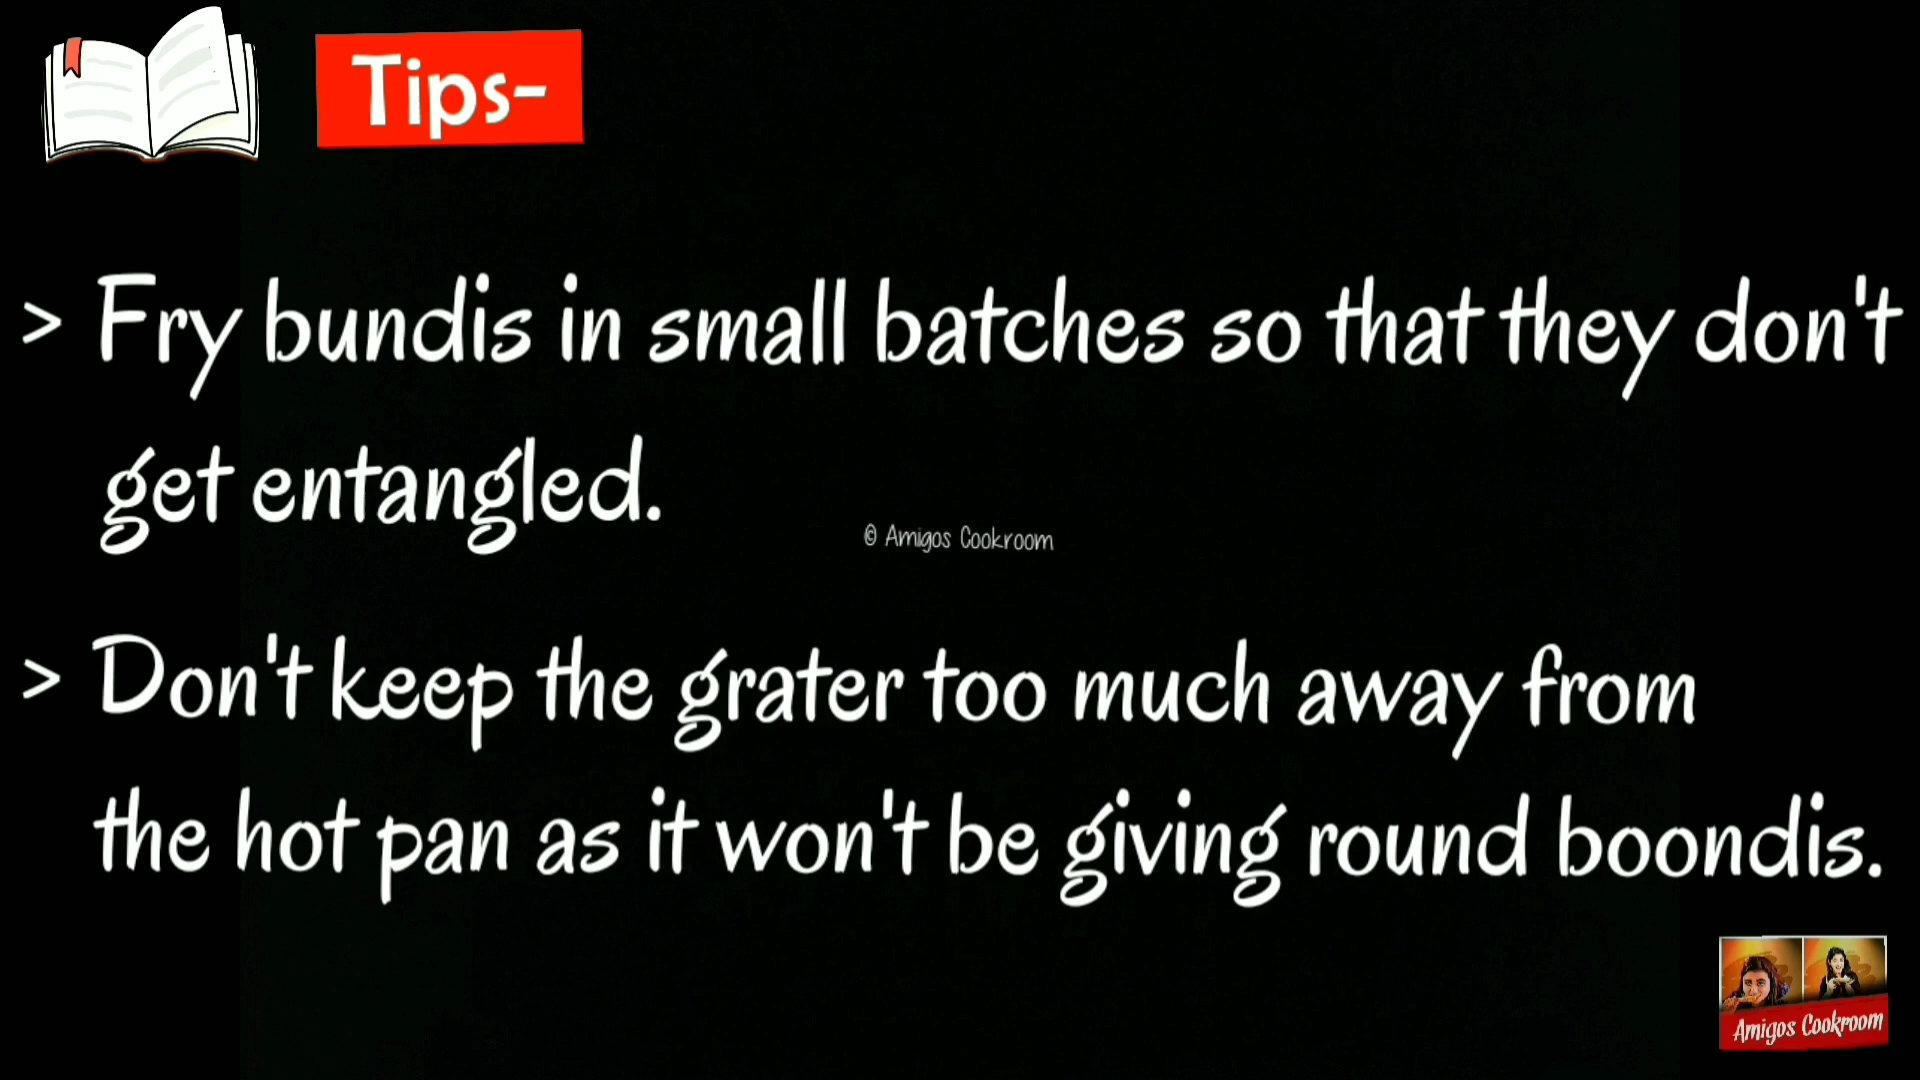 Tips-
> Fry bundis in small batches so that they don't
get entangled.
© Amigos Cookroom
> Don't keep the grater too much away from
the hot pan as it won't be giving round boondis.
Amigos Cookroom